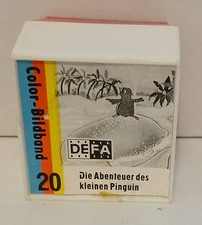 Color-Bildband
20
DEFA
Die Abenteuer des
kleinen Pinguin